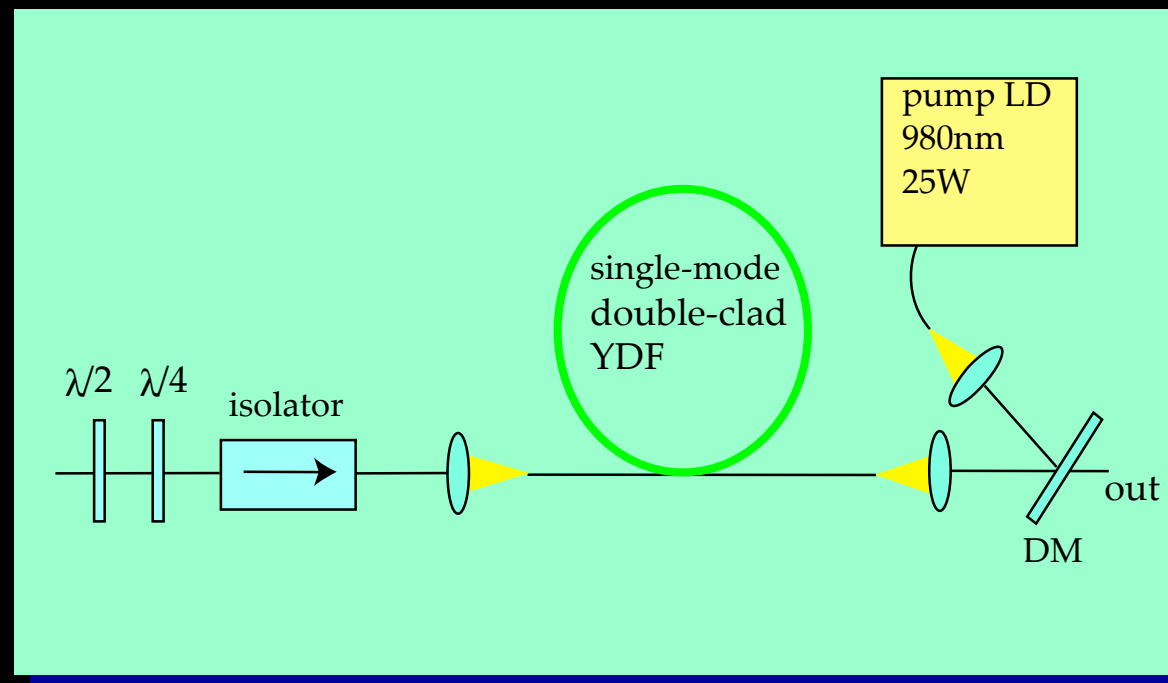 pump LD
980nm
25W
single-mode
double-clad
YDF
λ/2 λ/4
isolator
out
DM